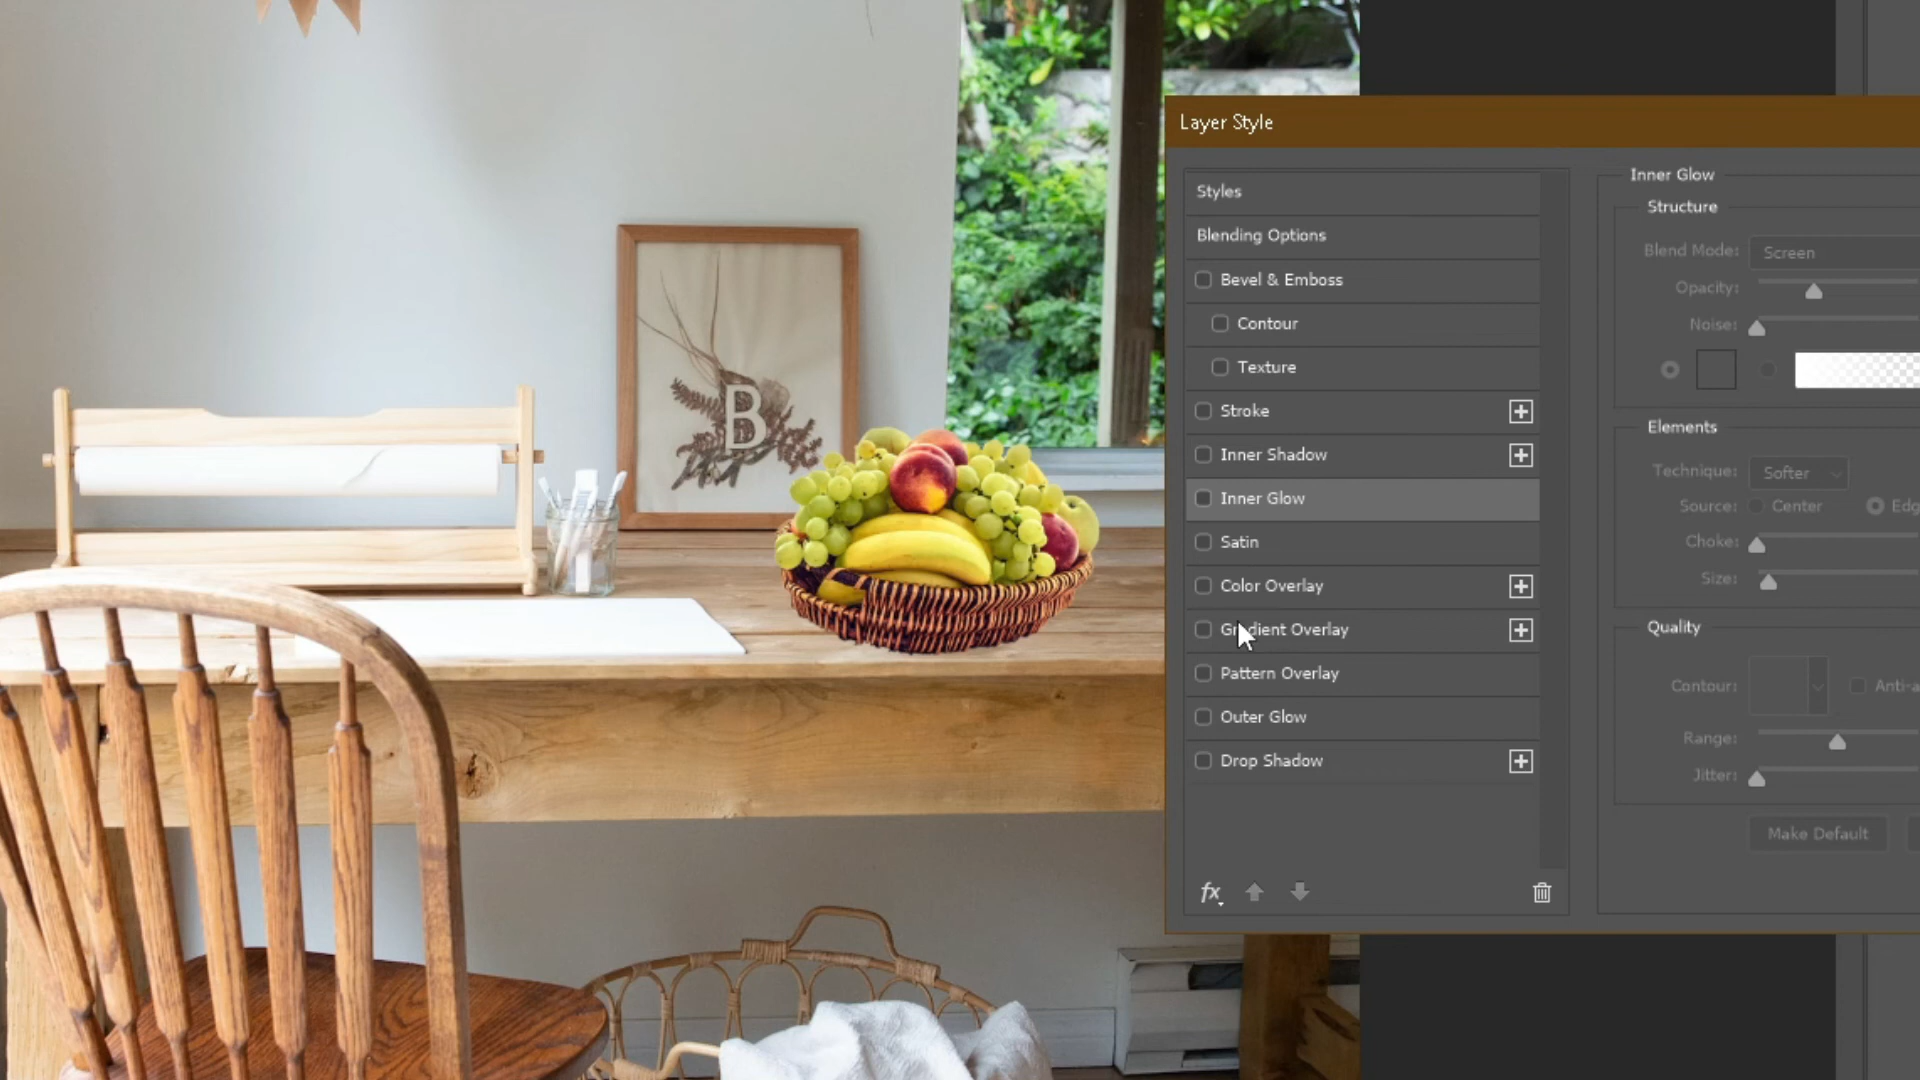 B
Layer Style
Styles
Blending Options
Bevel & Emboss
Contour
Texture
Stroke
Inner Shadow
Inner Glow
Satin
Color Overlay
Gradient Overlay
Pattern Overlay
Outer Glow
Drop Shadow
fx
Inner Glow
Structure
Blend Mode: Screen
Opacity:
Noise:
Elements
Technique: Softer
Source: Center Edg
Choke:
Size:
Quality
Contour: Anti-a
Range:
Jitter:
Make Default